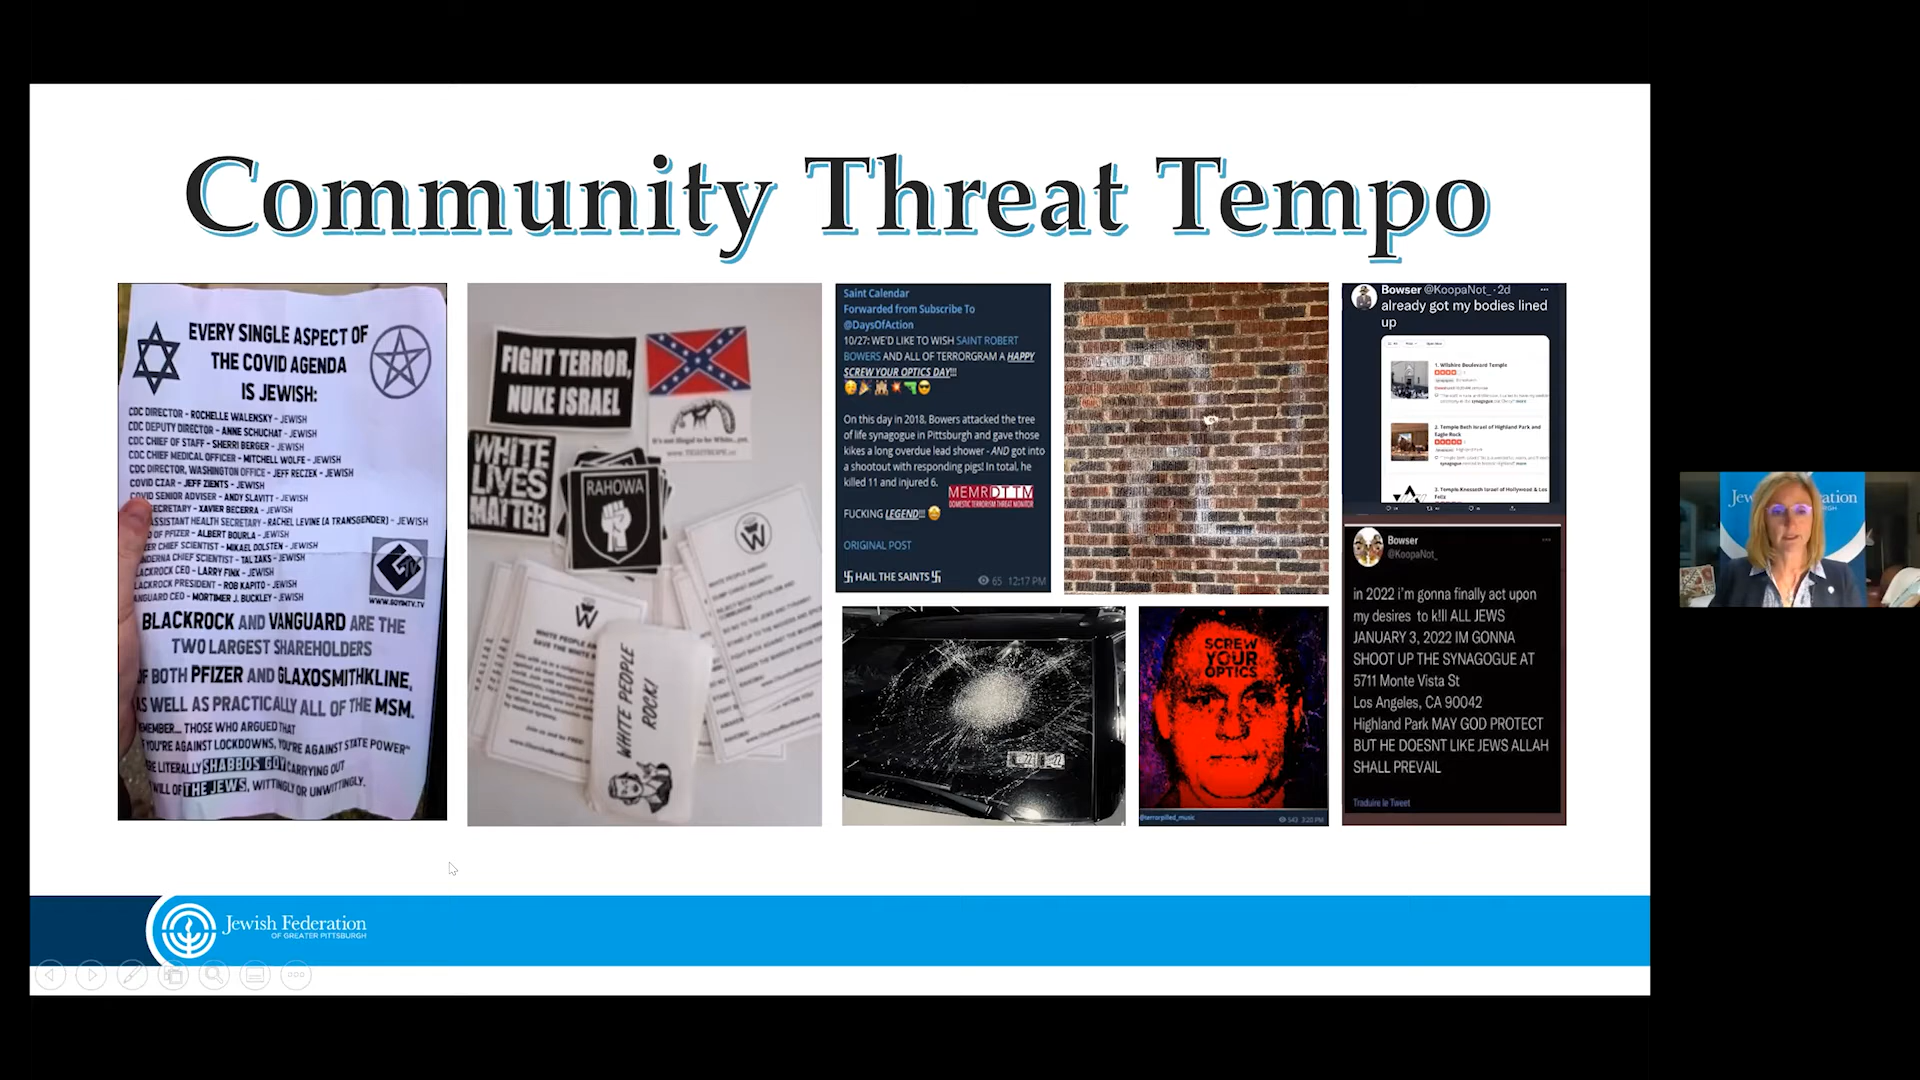 Community Threat Tempo
EVERY SINGLE ASPECT OF
THE COVID AGENDA
IS JEWISH:
CDC DIRECTOR - ROCHELLE WALENSKY - JEWISH
CDC DEPUTY DIRECTOR - ANNE SCHUCHAT - JEWISH
CDC CHIEF OF STAFF - SHERRI BERGER - JEWISH
CDC CHIEF MEDICAL OFFICER - MITCHELL WOLFE - JEWISH
CDC DIRECTOR, WASHINGTON OFFICE - JEFF RECZEK - JEWISH
COVID CZAR - JEFF ZIENTS - JEWISH
COVID SENIOR ADVISER - ANDY SLAVITT - JEWISH
SECRETARY - XAVIER BECERRA - JEWISH
ASSISTANT HEALTH SECRETARY - RACHEL LEVINE (A TRANSGENDER) - JEWISH
OF PFIZER - ALBERT BOURLA - JEWISH
CHIEF SCIENTIST - MIKAEL DOLSTEN - JEWISH
CHIEF SCIENTIST - TAL ZAKS - JEWISH
BLACKROCK CEO - LARRY FINK - JEWISH
BLACKROCK PRESIDENT - ROB KAPITO - JEWISH
VANGUARD CEO - MORTIMER J. BUCKLEY - JEWISH
GTV
WWW.GOYIMTV.TV
BLACKROCK AND VANGUARD ARE THE
TWO LARGEST SHAREHOLDERS
OF BOTH PFIZER AND GLAXOSMITHKLINE,
AS WELL AS PRACTICALLY ALL OF THE MSM.
REMEMBER... THOSE WHO ARGUED THAT
IF YOU'RE AGAINST LOCKDOWNS, YOU'RE AGAINST STATE POWER"
ARE LITERALLY SHABBOS GOY CARRYING OUT
WILL OF THE JEWS, WITTINGLY OR UNWITTINGLY.
FIGHT TERROR,
NUKE ISRAEL
It's not illegal to be White...yet.
WHITE
LIVES
MATTER
RAHOWA
W
W
WHITE PEOPLE
ROCK!
Saint Calendar
Forwarded from Subscribe To
@DaysOfAction
10/27: WE'D LIKE TO WISH SAINT ROBERT
BOWERS AND ALL OF TERRORGRAM A HAPPY
SCREW YOUR OPTICS DAY!!!
On this day in 2018, Bowers attacked the tree
of life synagogue in Pittsburgh and gave those
kikes a long overdue lead shower - AND got into
a shootout with responding pigs! In total, he
killed 11 and injured 6.
MEMRI DTTM
DOMESTIC TERRORISM THREAT MONITOR
FUCKING LEGEND!!!
ORIGINAL POST
卐 HAIL THE SAINTS 卐
65 12:17 PM
SCREW
YOUR
OPTICS
@terrorpilled_music
543 3:20 PM
Bowser @KoopaNot_ · 2d
already got my bodies lined
up
1. Wilshire Boulevard Temple
2. Temple Beth Israel of Highland Park and
Eagle Rock
3. Temple Knesseth Israel of Hollywood & Los
Feliz
Bowser
@KoopaNot_
in 2022 i'm gonna finally act upon
my desires to k!ll ALL JEWS
JANUARY 3, 2022 IM GONNA
SHOOT UP THE SYNAGOGUE AT
5711 Monte Vista St
Los Angeles, CA 90042
Highland Park MAY GOD PROTECT
BUT HE DOESNT LIKE JEWS ALLAH
SHALL PREVAIL
Traduire le Tweet
Jewish Federation
OF GREATER PITTSBURGH